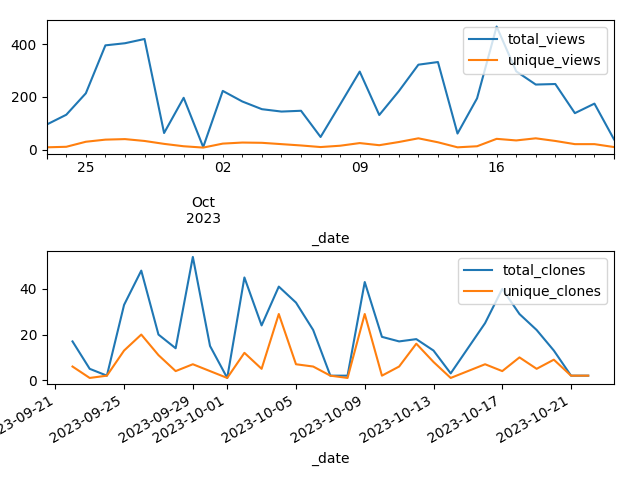 total_views
unique_views
400
200
0
25
02
09
16
Oct
2023
_date
total_clones
unique_clones
40
20
0
23-09-21
2023-09-25
2023-09-29
2023-10-01
2023-10-05
2023-10-09
2023-10-13
2023-10-17
2023-10-21
_date